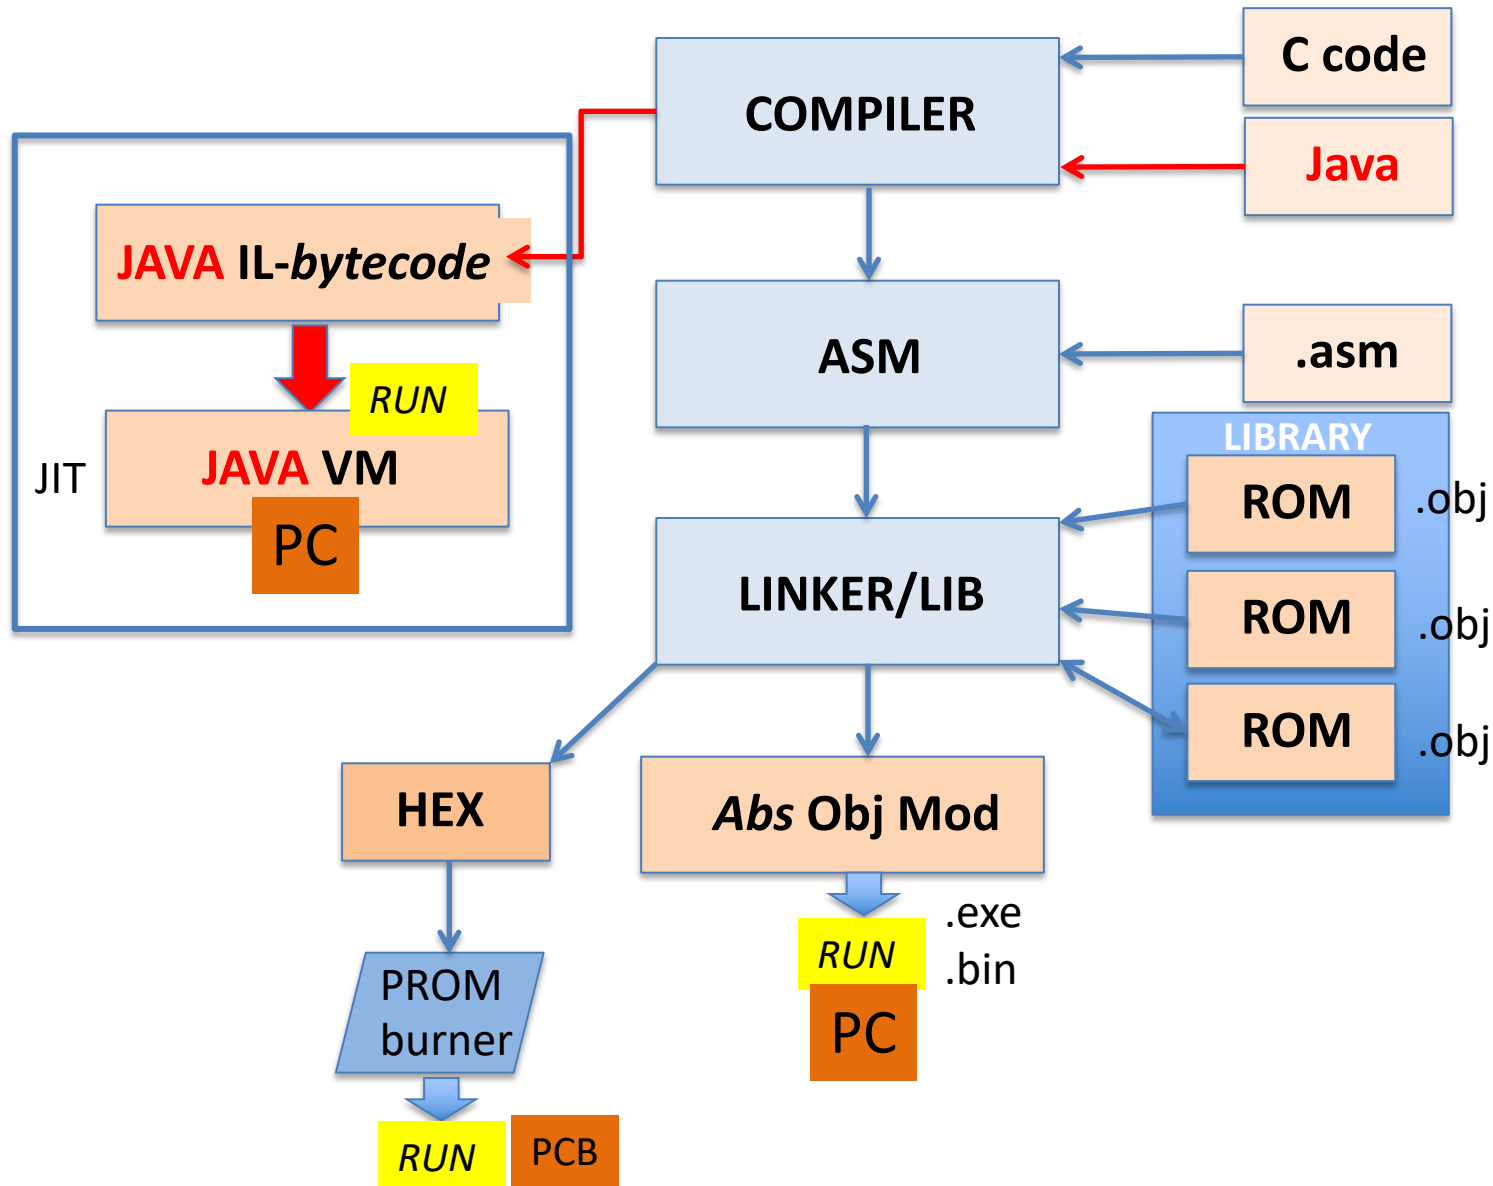 C code
COMPILER
Java
JAVA IL-bytecode
ASM
.asm
RUN
LIBRARY
JIT
JAVA VM
ROM
.obj
PC
LINKER/LIB
ROM
.obj
ROM
.obj
HEX
Abs Obj Mod
.exe
RUN
.bin
PROM
burner
PC
RUN
PCB